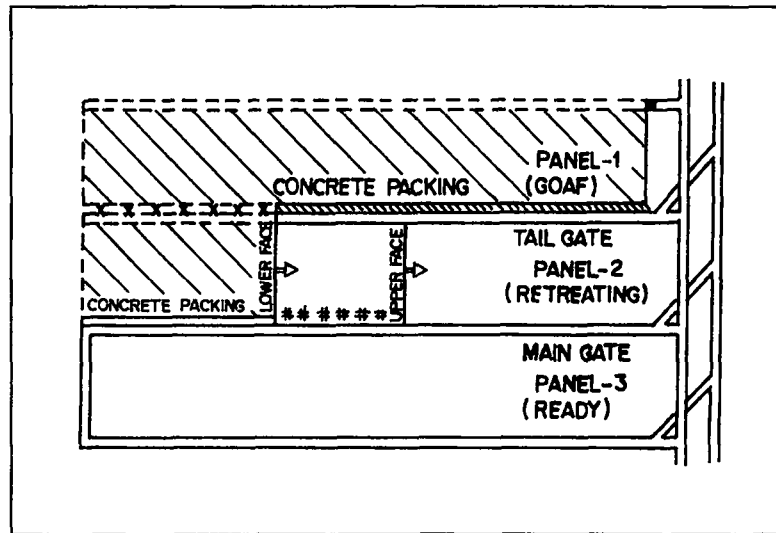 PANEL-1
(GOAF)
CONCRETE PACKING
LOWER FACE
UPPER FACE
TAIL GATE
PANEL-2
(RETREATING)
CONCRETE PACKING
MAIN GATE
PANEL-3
(READY)